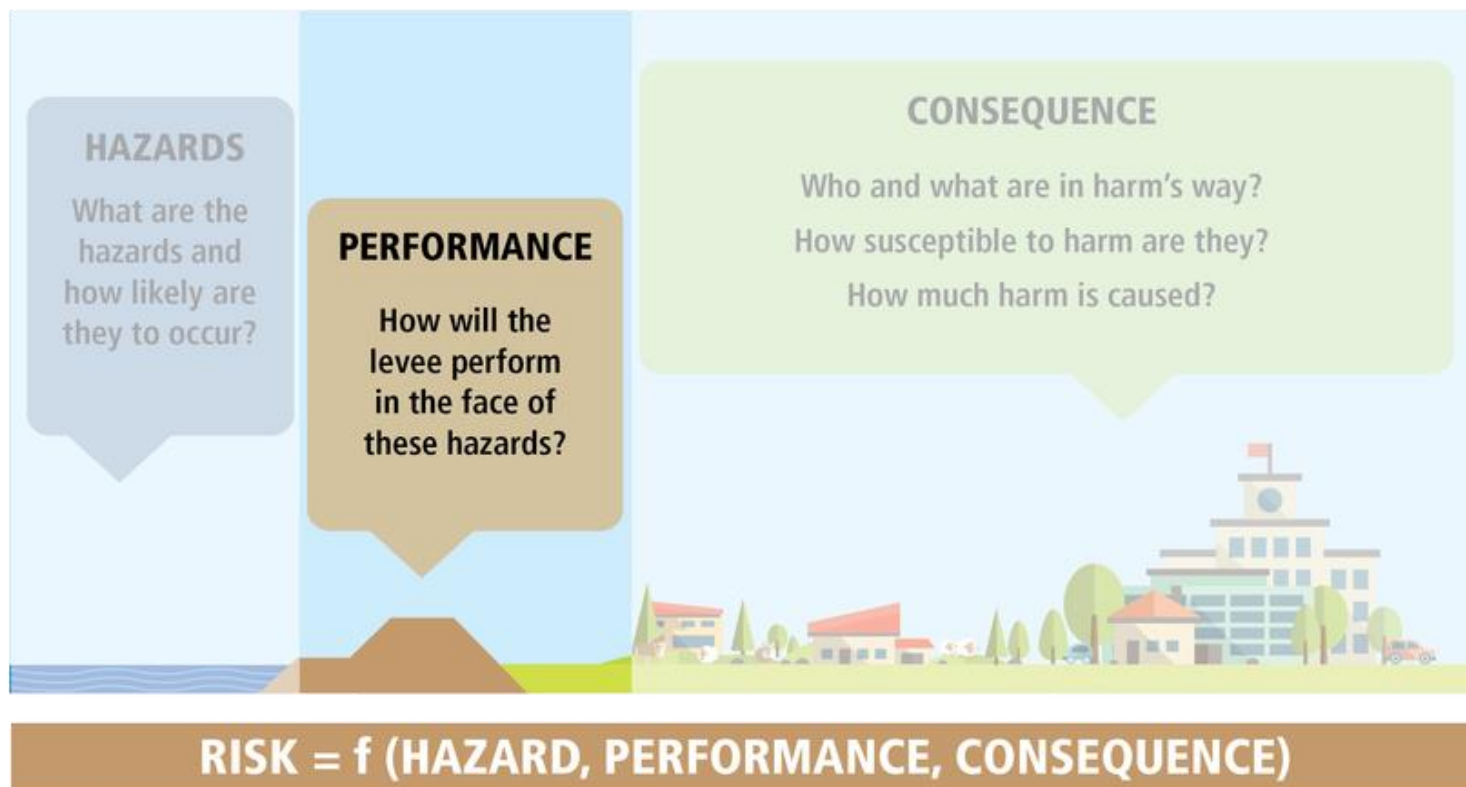 HAZARDS
What are the
hazards and
how likely are
they to occur?
PERFORMANCE
How will the
levee perform
in the face of
these hazards?
CONSEQUENCE
Who and what are in harm’s way?
How susceptible to harm are they?
How much harm is caused?
RISK = f (HAZARD, PERFORMANCE, CONSEQUENCE)